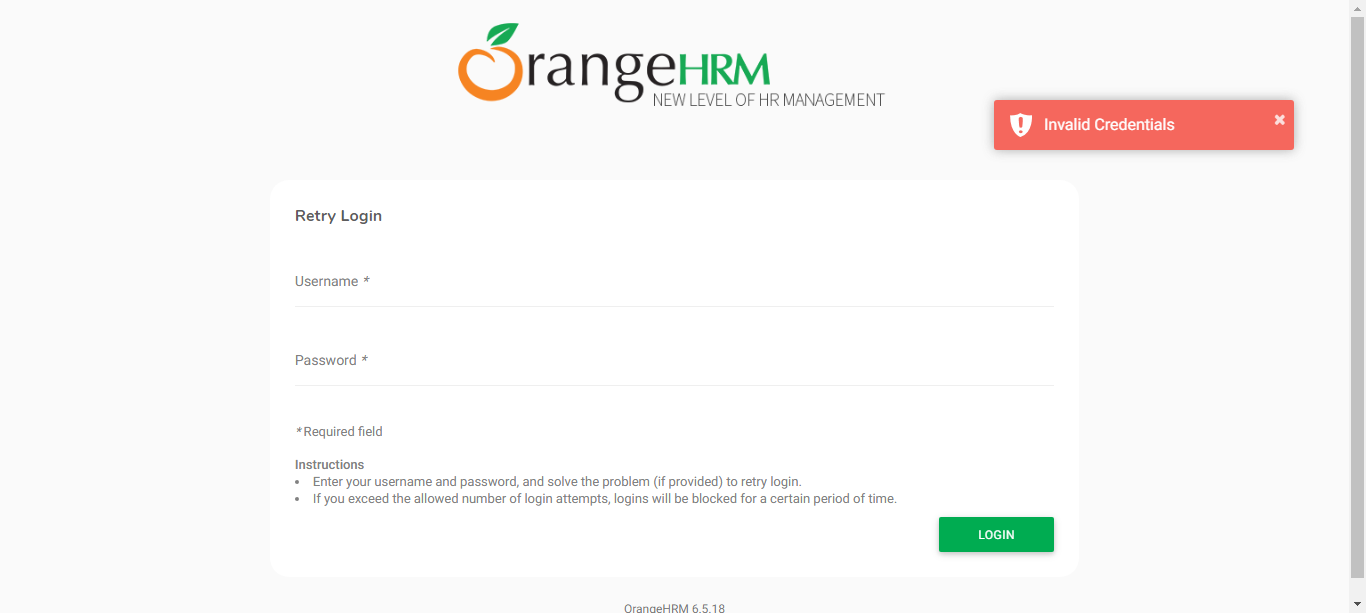 OrangeHRM
NEW LEVEL OF HR MANAGEMENT
Invalid Credentials
Retry Login
Username *
Password *
*Required field
Instructions
• Enter your username and password, and solve the problem (if provided) to retry login.
• If you exceed the allowed number of login attempts, logins will be blocked for a certain period of time.
LOGIN
OrangeHRM 6.5.18